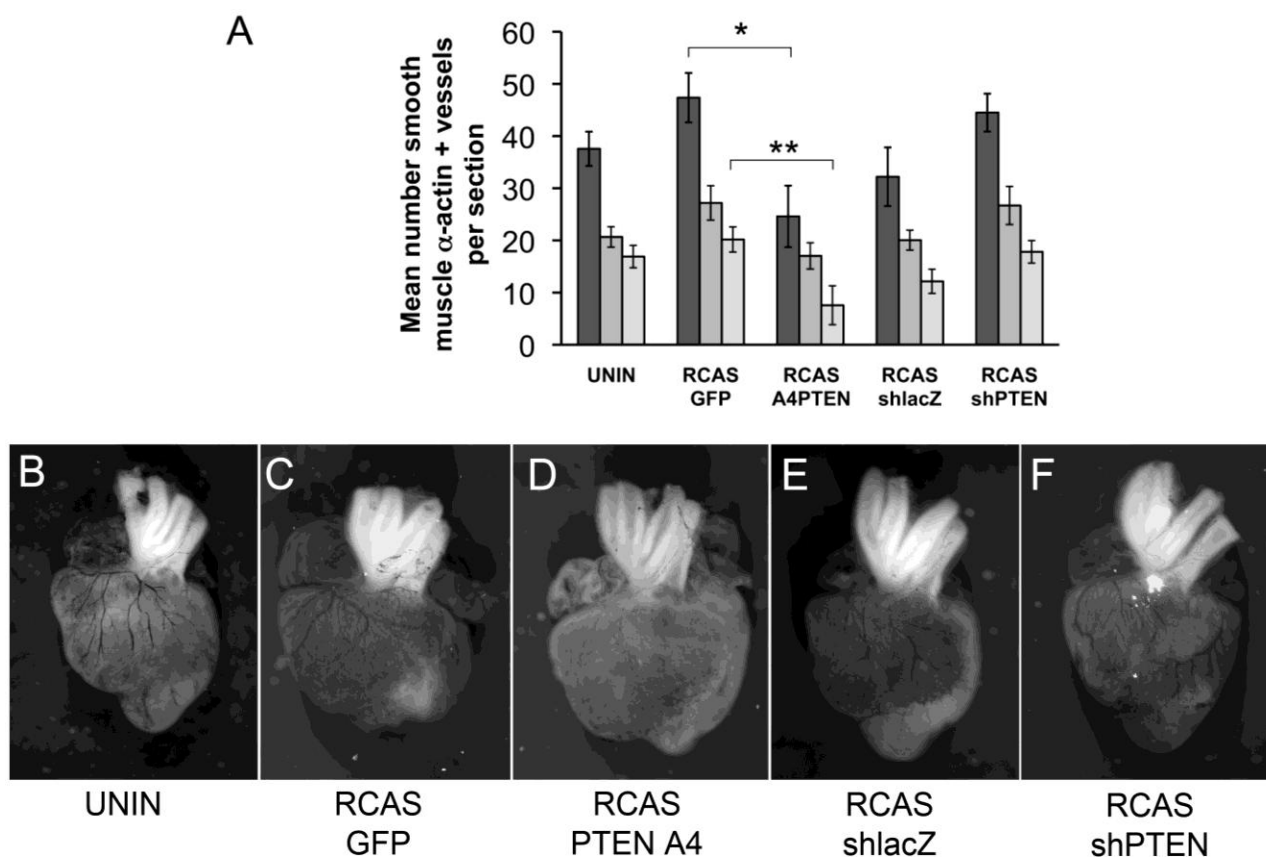 A
Mean number smooth
muscle α-actin + vessels
per section
60
50
40
30
20
10
0
*
**
UNIN
RCAS
GFP
RCAS
A4PTEN
RCAS
shlacZ
RCAS
shPTEN
B
C
D
E
F
UNIN
RCAS
GFP
RCAS
PTEN A4
RCAS
shlacZ
RCAS
shPTEN